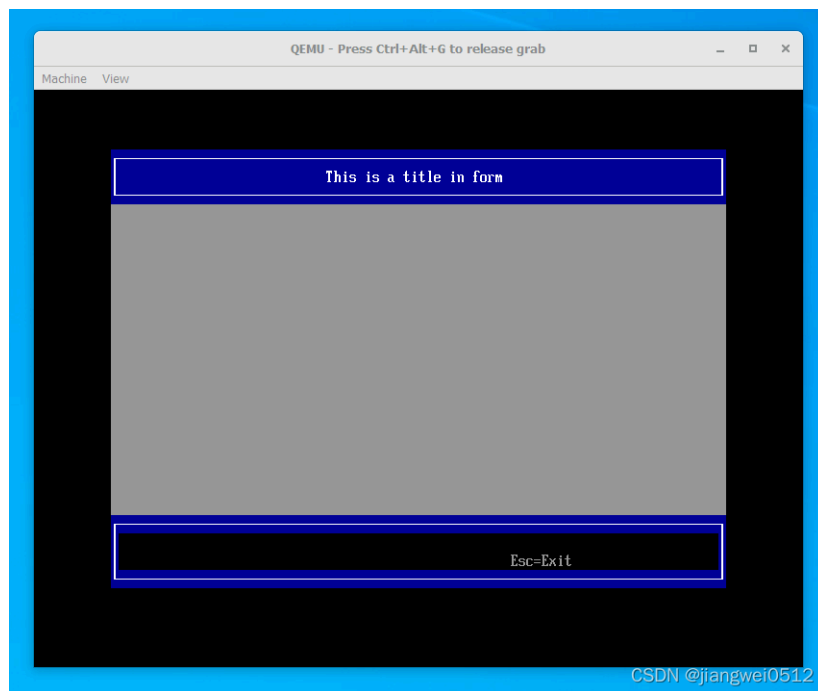 QEMU - Press Ctrl+Alt+G to release grab
Machine View
This is a title in form
Esc=Exit
CSDN @jiangwei0512